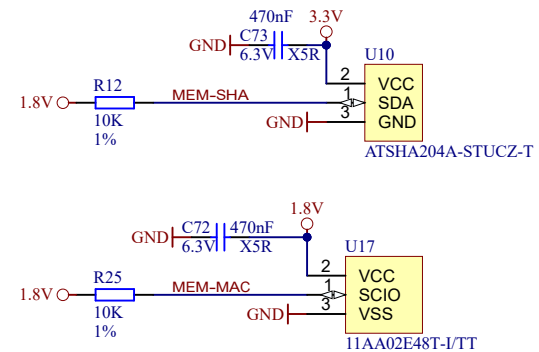 470nF 3.3V
GND C73
6.3V X5R U10
2 VCC
R12 1.8V MEM-SHA 1 SDA
10K GND 3 GND
1%
ATSHA204A-STUCZ-T
1.8V
C72 470nF
GND 6.3V X5R U17
2 VCC
R25 1.8V MEM-MAC 1 SCIO
10K GND 3 VSS
1%
11AA02E48T-I/TT